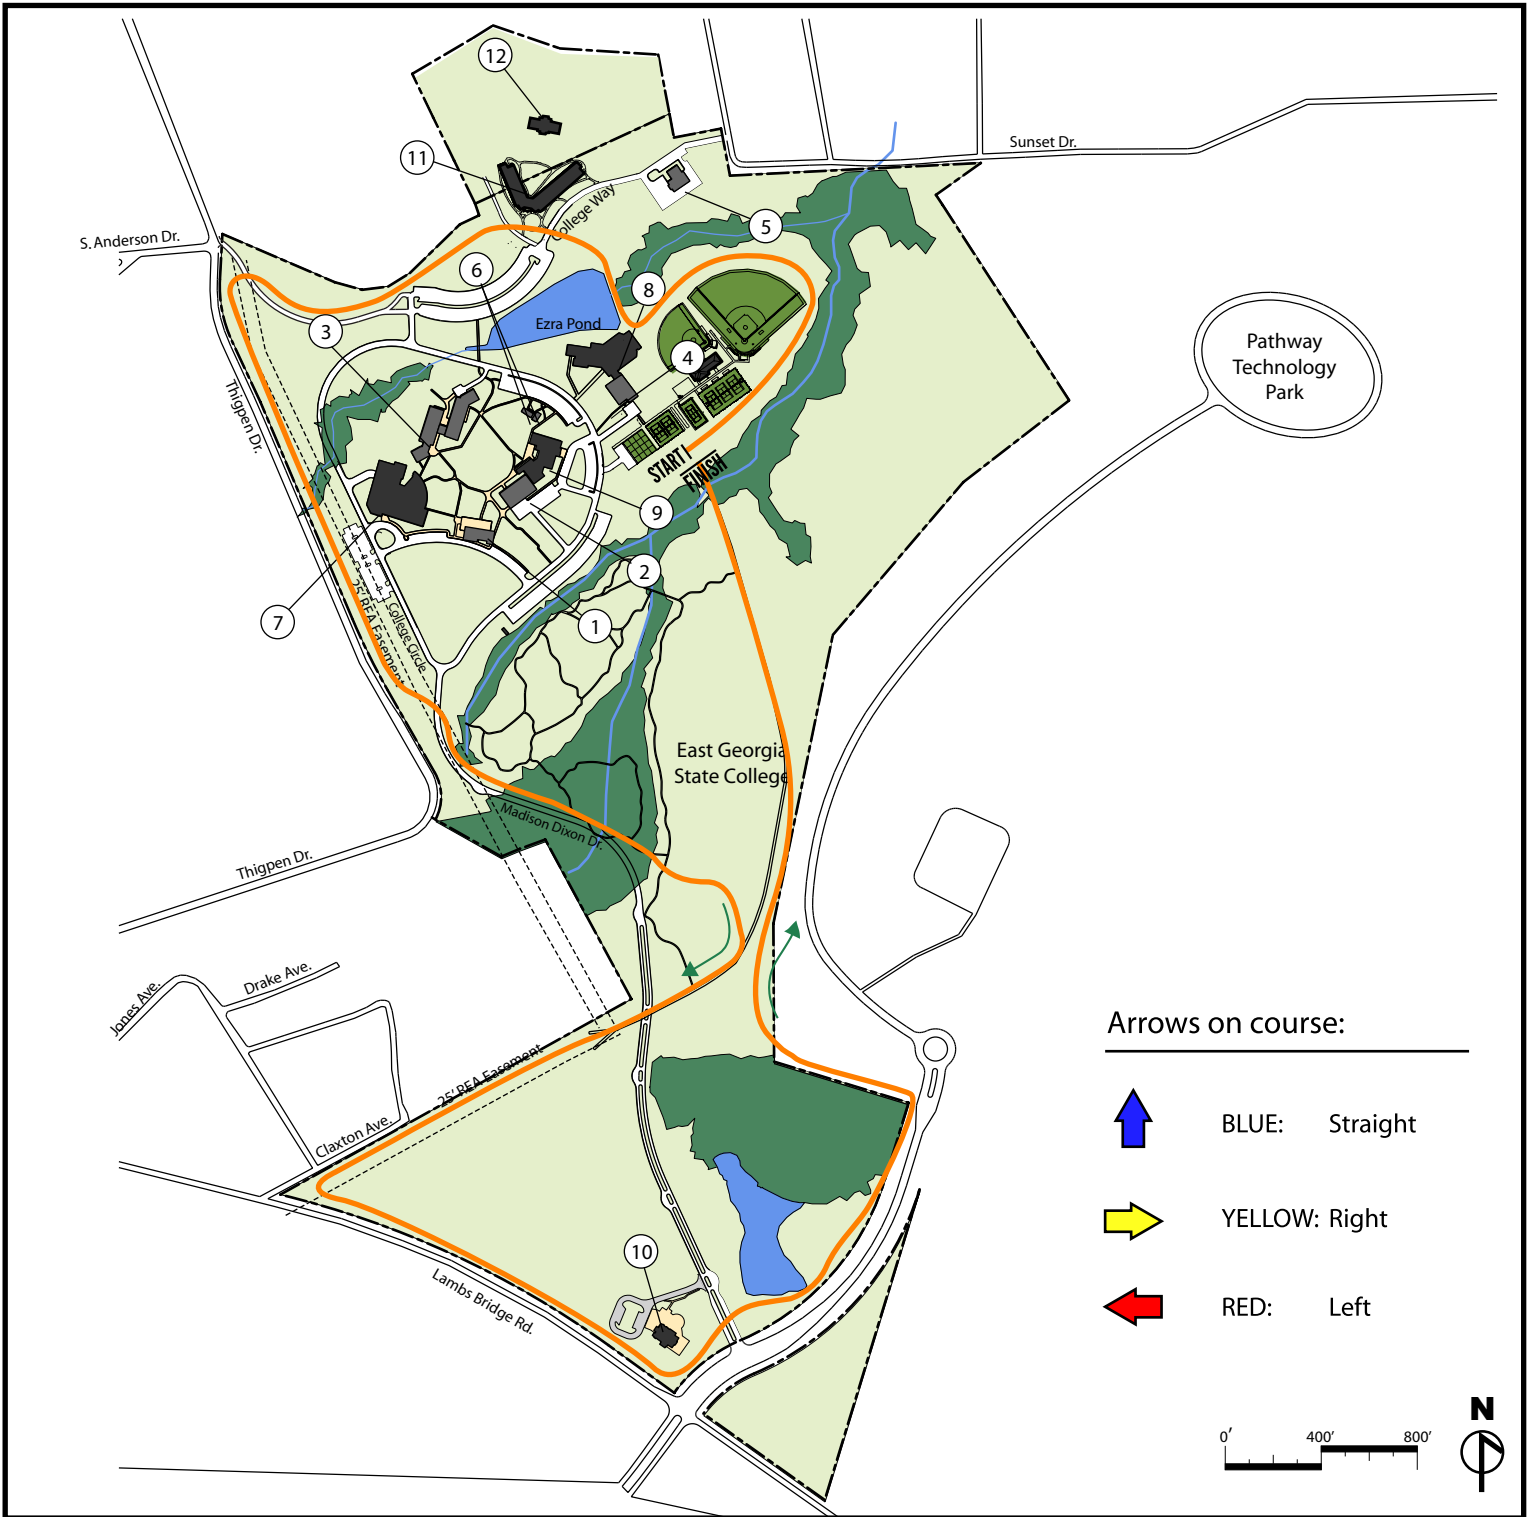 12
Sunset Dr.
11
College Way
5
S. Anderson Dr.
6
8
Ezra Pond
3
4
Pathway
Technology
Park
Thigpen Dr.
START
FINISH
9
2
7
1
25' REA Easement
College Circle
East Georgia
State College
Madison Dixon Dr.
Thigpen Dr.
Drake Ave.
Jones Ave.
25' REA Easement
Claxton Ave.
10
Lambs Bridge Rd.
Arrows on course:
BLUE: Straight
YELLOW: Right
RED: Left
N
0' 400' 800'